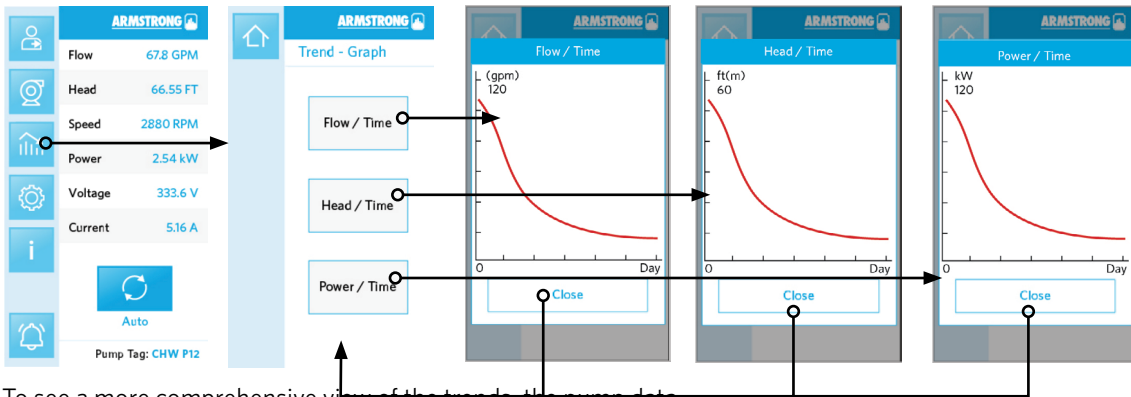 ARMSTRONG
Flow 67.8 GPM
Head 66.55 FT
Speed 2880 RPM
Power 2.54 kW
Voltage 333.6 V
Current 5.16 A
i
Auto
Pump Tag: CHW P12
ARMSTRONG
Trend - Graph
Flow / Time
Head / Time
Power / Time
ARMSTRONG
Flow / Time
(gpm)
120
0 Day
Close
ARMSTRONG
Head / Time
ft(m)
60
0 Day
Close
ARMSTRONG
Power / Time
kW
120
0 Day
Close
To see a more comprehensive view of the trends, the pump data